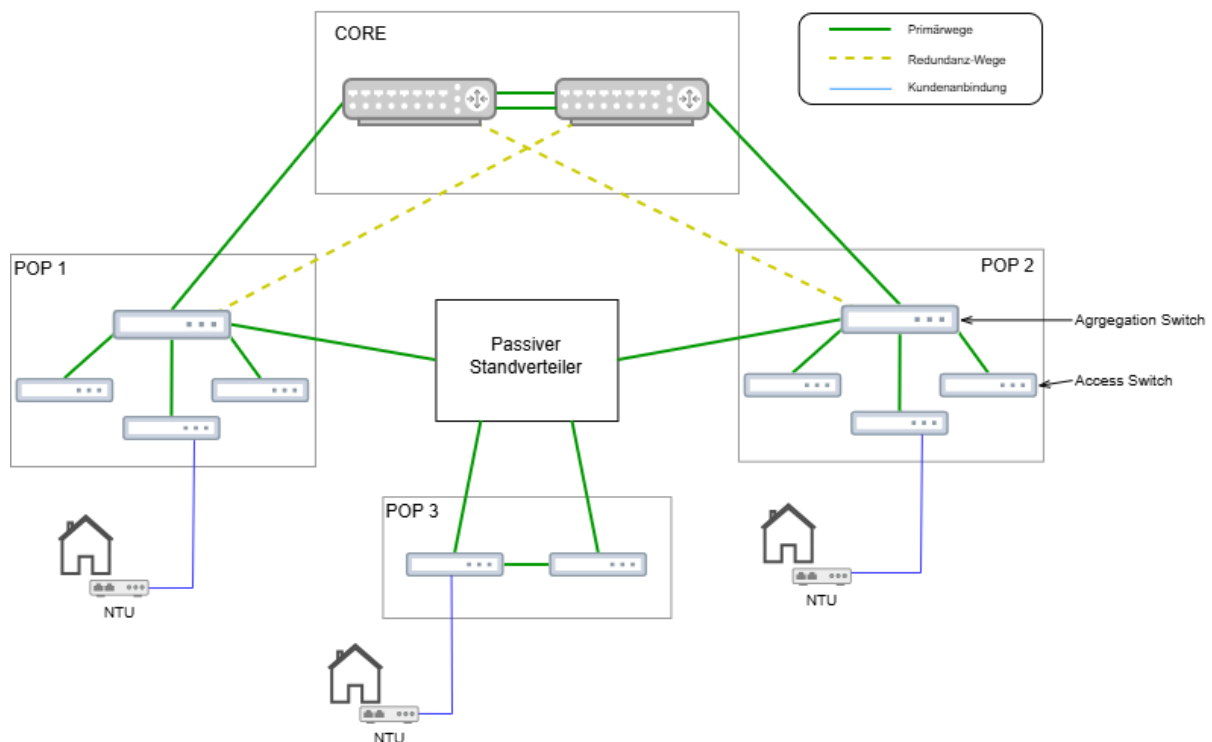 CORE
Primärwege
Redundanz-Wege
Kundenanbindung
POP 1
POP 2
Passiver
Standverteiler
Agrgegation Switch
Access Switch
POP 3
NTU
NTU
NTU